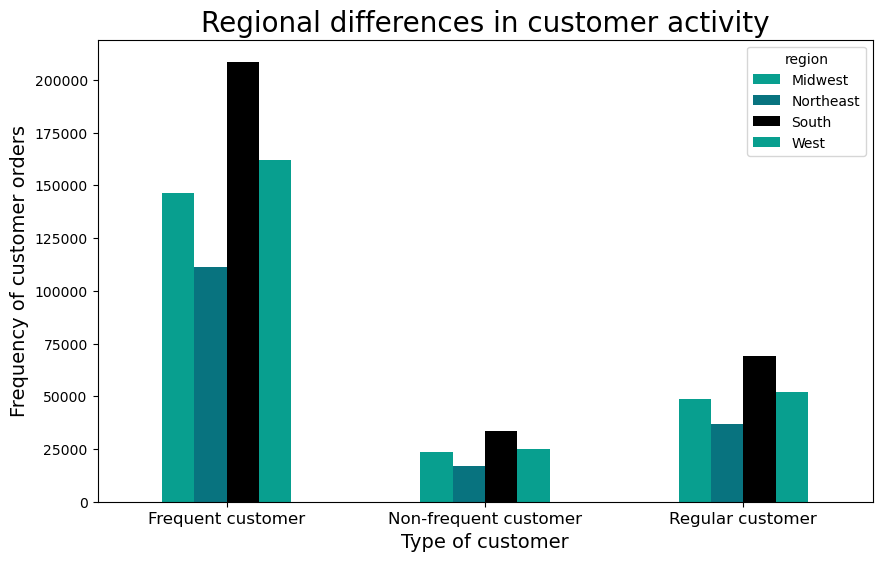 Regional differences in customer activity
region
Midwest
Northeast
South
West
Frequency of customer orders
200000
175000
150000
125000
100000
75000
50000
25000
0
Frequent customer Non-frequent customer Regular customer
Type of customer